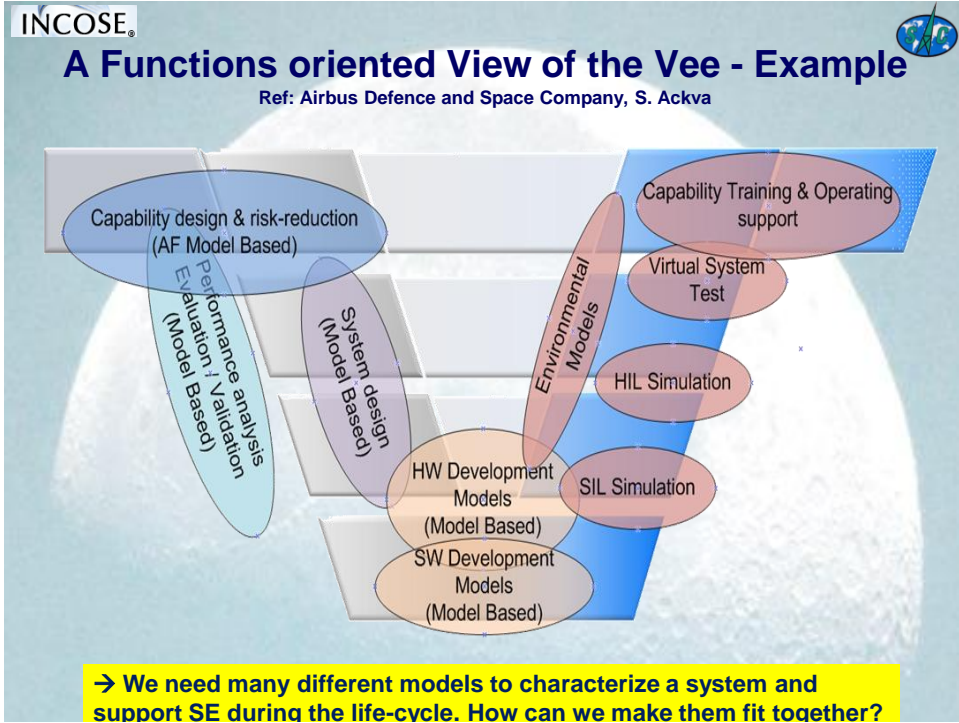 INCOSE®
A Functions oriented View of the Vee - Example
Ref: Airbus Defence and Space Company, S. Ackva
Capability design & risk-reduction
(AF Model Based)
Performance analysis
Evaluation - Validation
(Model Based)
System design
(Model Based)
Environmental
Models
Capability Training & Operating
support
Virtual System
Test
HIL Simulation
SIL Simulation
HW Development
Models
(Model Based)
SW Development
Models
(Model Based)
→ We need many different models to characterize a system and
support SE during the life-cycle. How can we make them fit together?